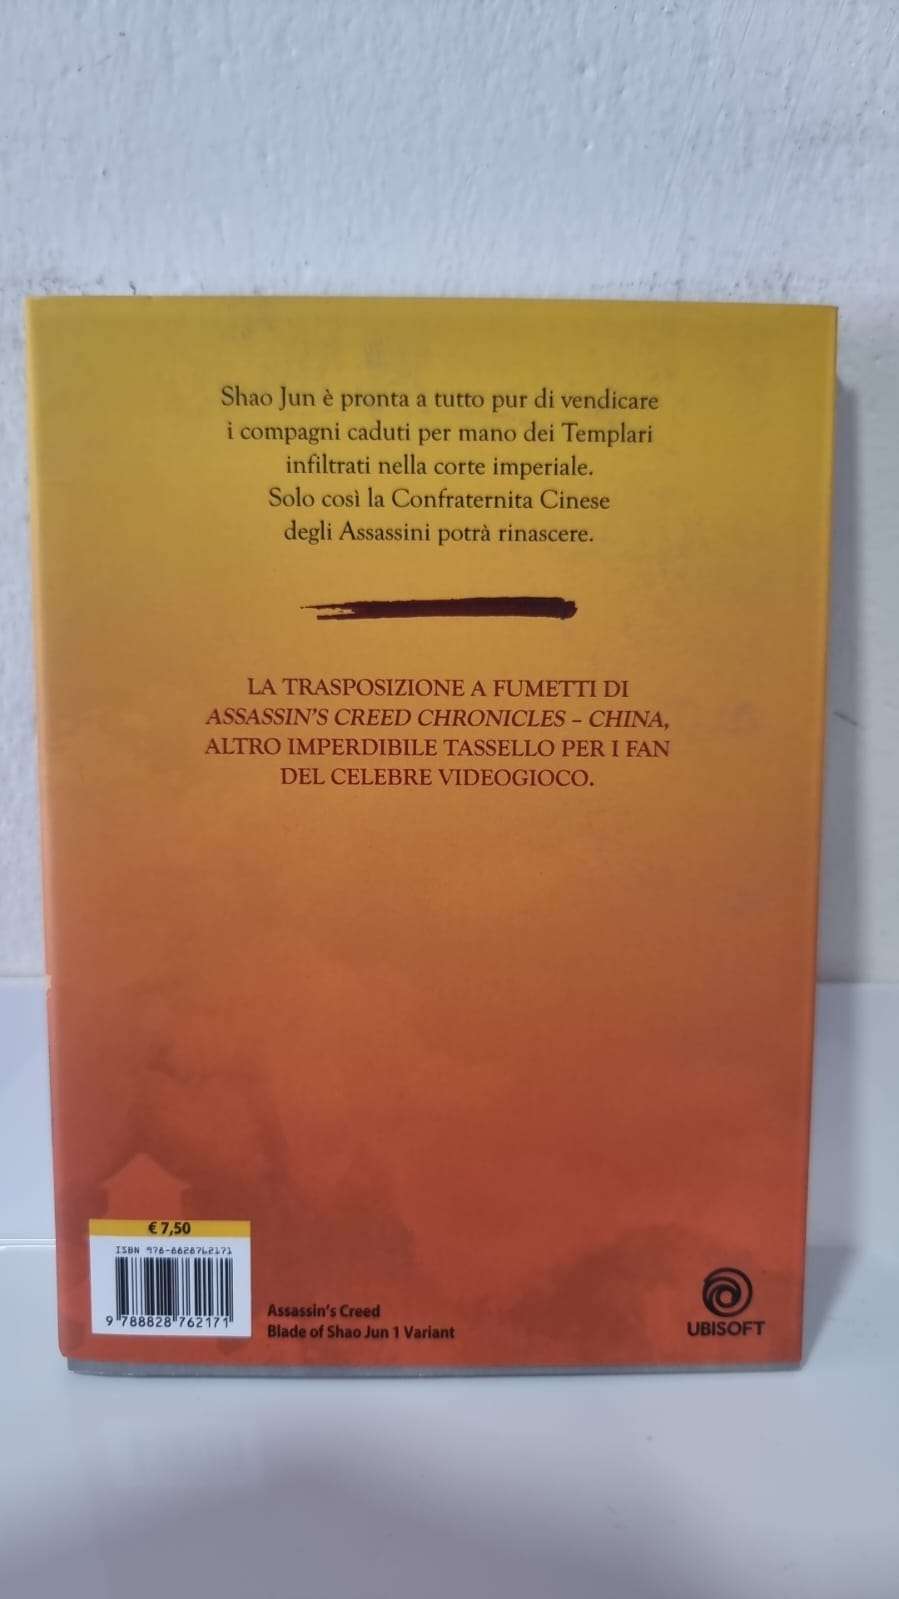 Shao Jun è pronta a tutto pur di vendicare
i compagni caduti per mano dei Templari
infiltrati nella corte imperiale.
Solo così la Confraternita Cinese
degli Assassini potrà rinascere.
LA TRASPOSIZIONE A FUMETTI DI
ASSASSIN'S CREED CHRONICLES – CHINA,
ALTRO IMPERDIBILE TASSELLO PER I FAN
DEL CELEBRE VIDEOGIOCO.
€ 7,50
ISBN 978-8828762171
9 788828 762171
Assassin's Creed
Blade of Shao Jun 1 Variant
UBISOFT